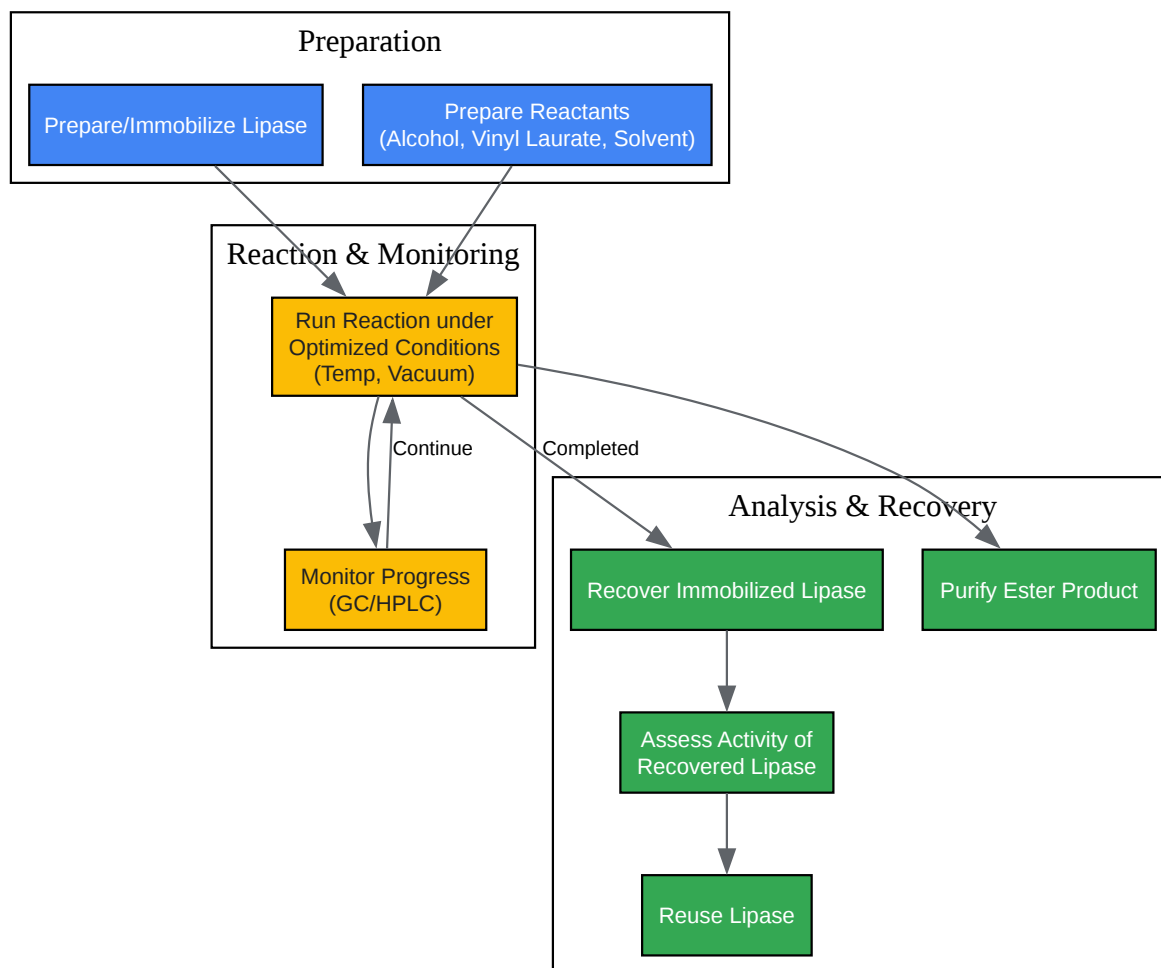 Preparation
Prepare/Immobilize Lipase
Prepare Reactants
(Alcohol, Vinyl Laurate, Solvent)
Reaction & Monitoring
Run Reaction under
Optimized Conditions
(Temp, Vacuum)
Continue
Completed
Monitor Progress
(GC/HPLC)
Analysis & Recovery
Recover Immobilized Lipase
Purify Ester Product
Assess Activity of
Recovered Lipase
Reuse Lipase